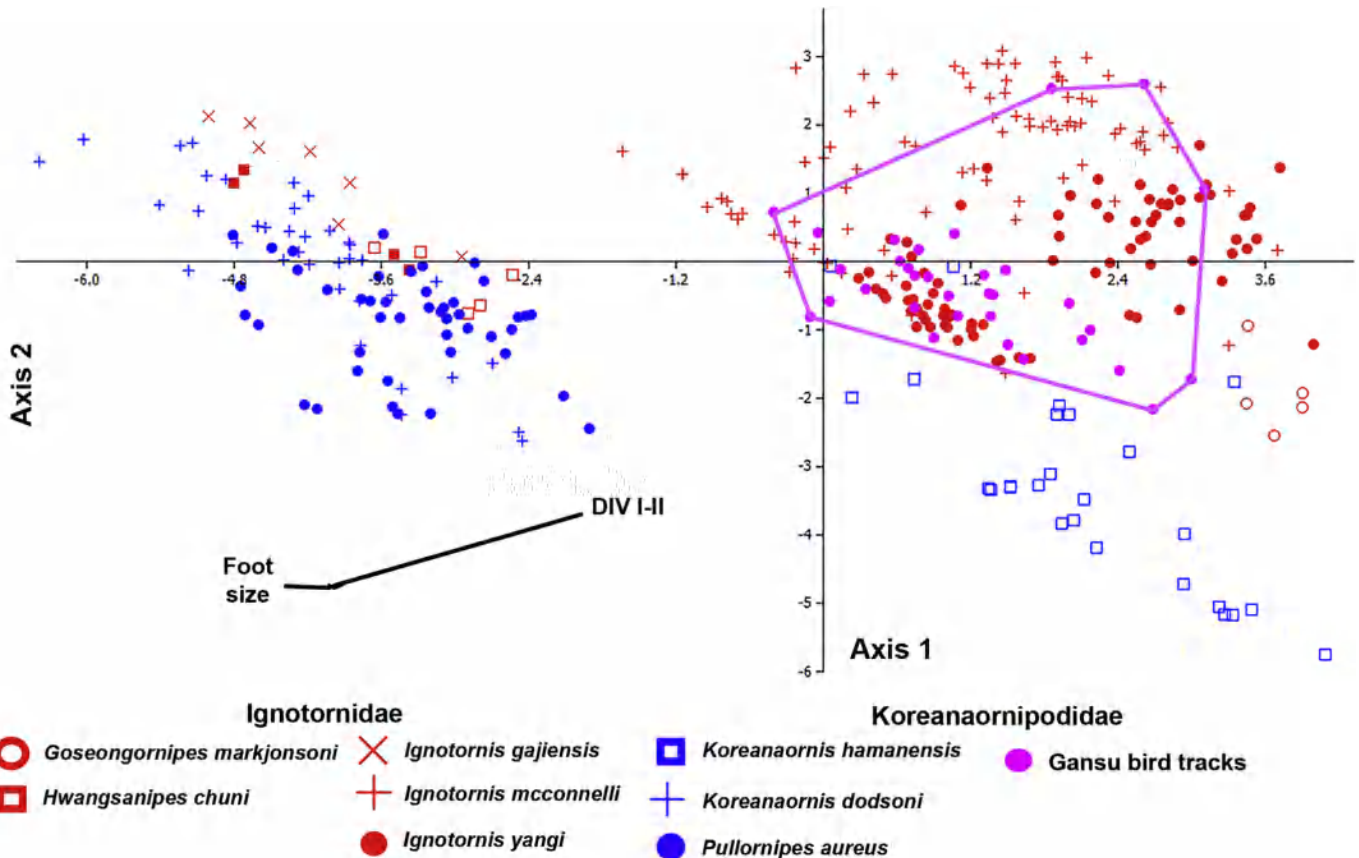 3
2
1
-6.0
-4.8
-9.6
-2.4
-1.2
1.2
2.4
3.6
-1
-2
-3
-4
-5
-6
Axis 2
DIV I-II
Foot
size
Axis 1
Ignotornidae
Koreanaornipodidae
Goseongornipes markjonsoni
Ignotornis gajiensis
Koreanaornis hamanensis
Gansu bird tracks
Hwangsanipes chuni
Ignotornis mcconnelli
Koreanaornis dodsoni
Ignotornis yangi
Pullornipes aureus